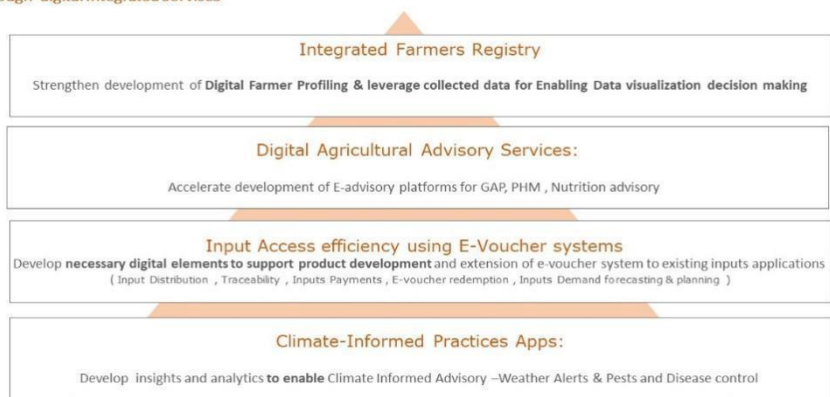 digital integrated services
Integrated Farmers Registry
Strengthen development of Digital Farmer Profiling & leverage collected data for Enabling Data visualization decision making
Digital Agricultural Advisory Services:
Accelerate development of E-advisory platforms for GAP, PHM , Nutrition advisory
Input Access efficiency using E-Voucher systems
Develop necessary digital elements to support product development and extension of e-voucher system to existing inputs applications
( Input Distribution , Traceability , Inputs Payments , E-voucher redemption , Inputs Demand forecasting & planning )
Climate-Informed Practices Apps:
Develop insights and analytics to enable Climate Informed Advisory –Weather Alerts & Pests and Disease control